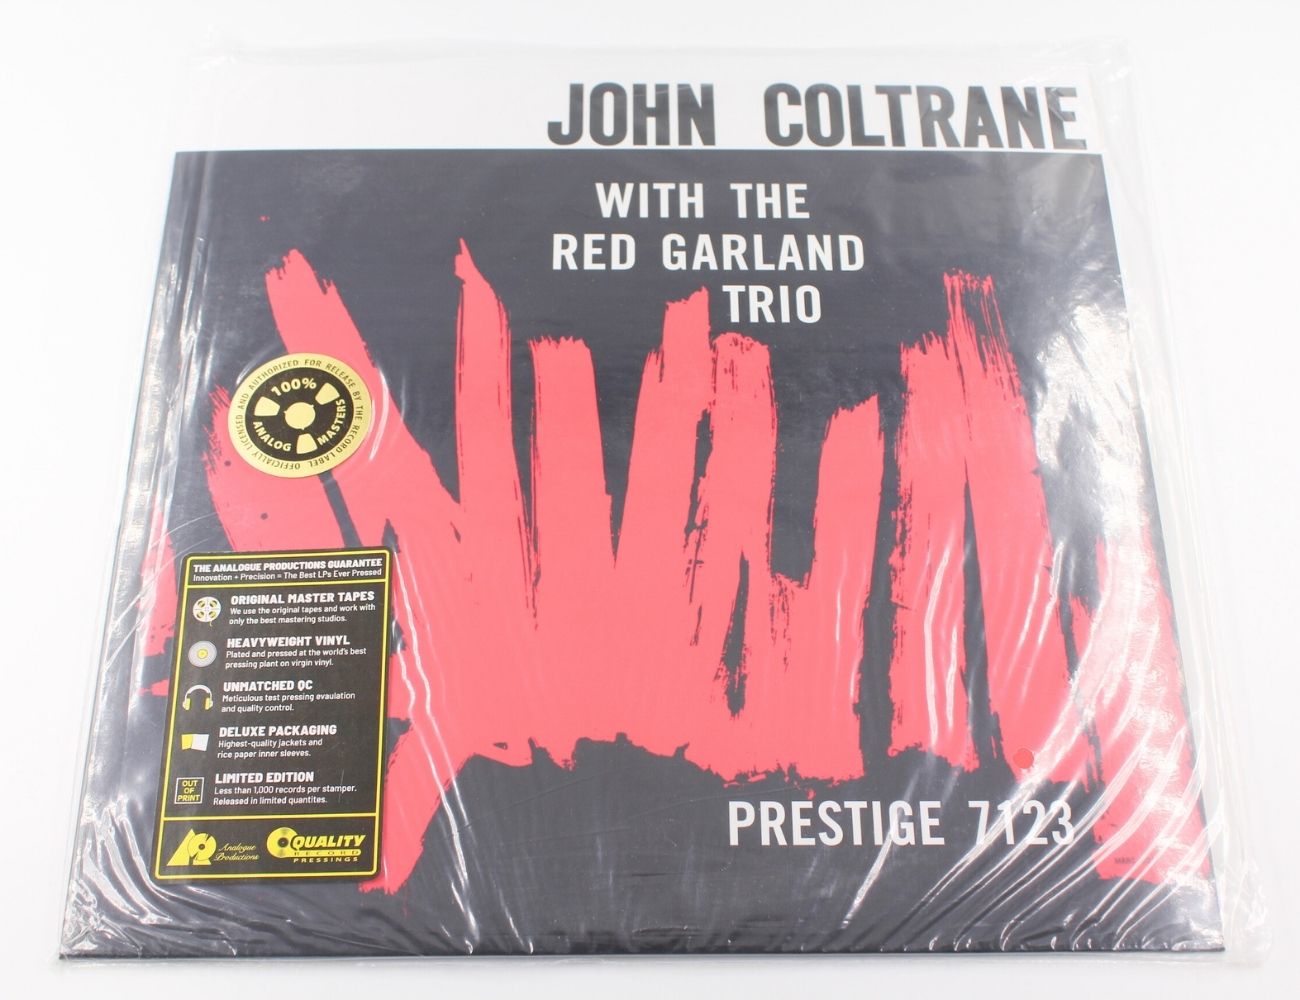 JOHN COLTRANE
WITH THE
RED GARLAND
TRIO
OFFICIALLY LICENSED AND AUTHORIZED FOR RELEASE BY THE RECORD LABEL
100%
ANALOG
MASTERS
THE ANALOGUE PRODUCTIONS GUARANTEE
Innovation + Precision = The Best LPs Ever Pressed
ORIGINAL MASTER TAPES
We use the original tapes and work with
only the best mastering studios.
HEAVYWEIGHT VINYL
Plated and pressed at the world's best
pressing plant on virgin vinyl.
UNMATCHED QC
Meticulous test pressing evaulation
and quality control.
DELUXE PACKAGING
Highest-quality jackets and
rice paper inner sleeves.
OUT
OF
PRINT
LIMITED EDITION
Less than 1,000 records per stamper.
Released in limited quantites.
Analogue
Productions
QUALITY
RECORD
PRESSINGS
PRESTIGE 7123
MARC